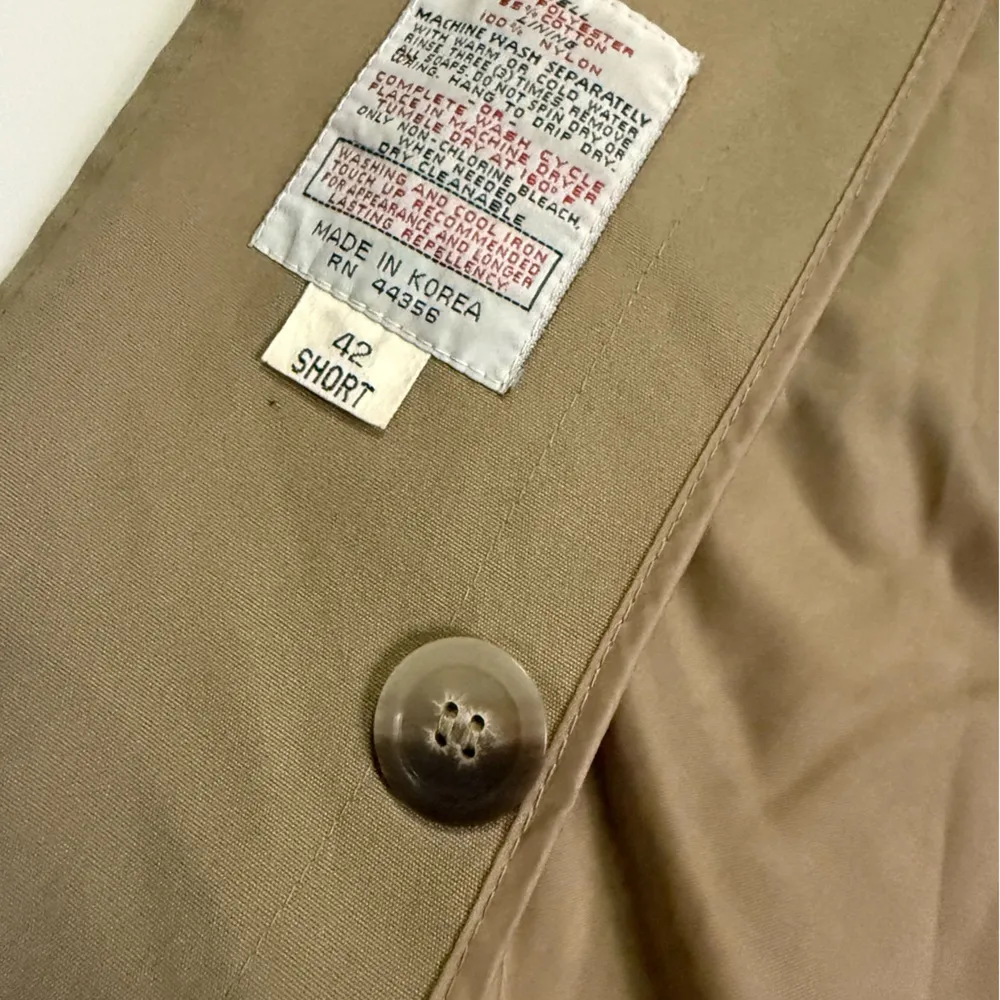 ELL
POLYESTER
% COTTON
LINING
100% NYLON
MACHINE WASH SEPARATELY
WITH WARM OR COLD WATER
RINSE THREE (3) TIMES. REMOVE
ALL SOAPS. DO NOT SPIN DRY OR
WRING. HANG TO DRIP DRY.
-OR-
COMPLETE WASH CYCLE
PLACE IN MACHINE DRYER
TUMBLE DRY AT 160° F
ONLY NON-CHLORINE BLEACH,
WHEN NEEDED
DRY CLEANABLE
WASHING AND COOL IRON
TOUCH UP RECOMMENDED
FOR APPEARANCE AND LONGER
LASTING REPELLENCY.
MADE IN KOREA
RN 44356
42
SHORT